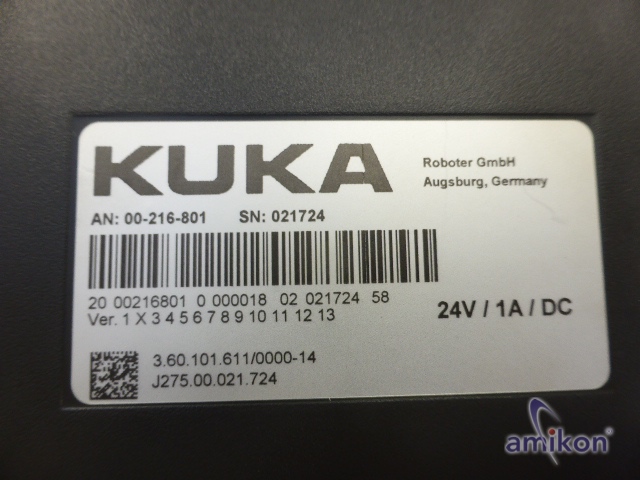 KUKA
Roboter GmbH
Augsburg, Germany
AN: 00-216-801 SN: 021724
20 00216801 0 000018 02 021724 58
Ver. 1 X 3 4 5 6 7 8 9 10 11 12 13
24V / 1A / DC
3.60.101.611/0000-14
J275.00.021.724
amikon®